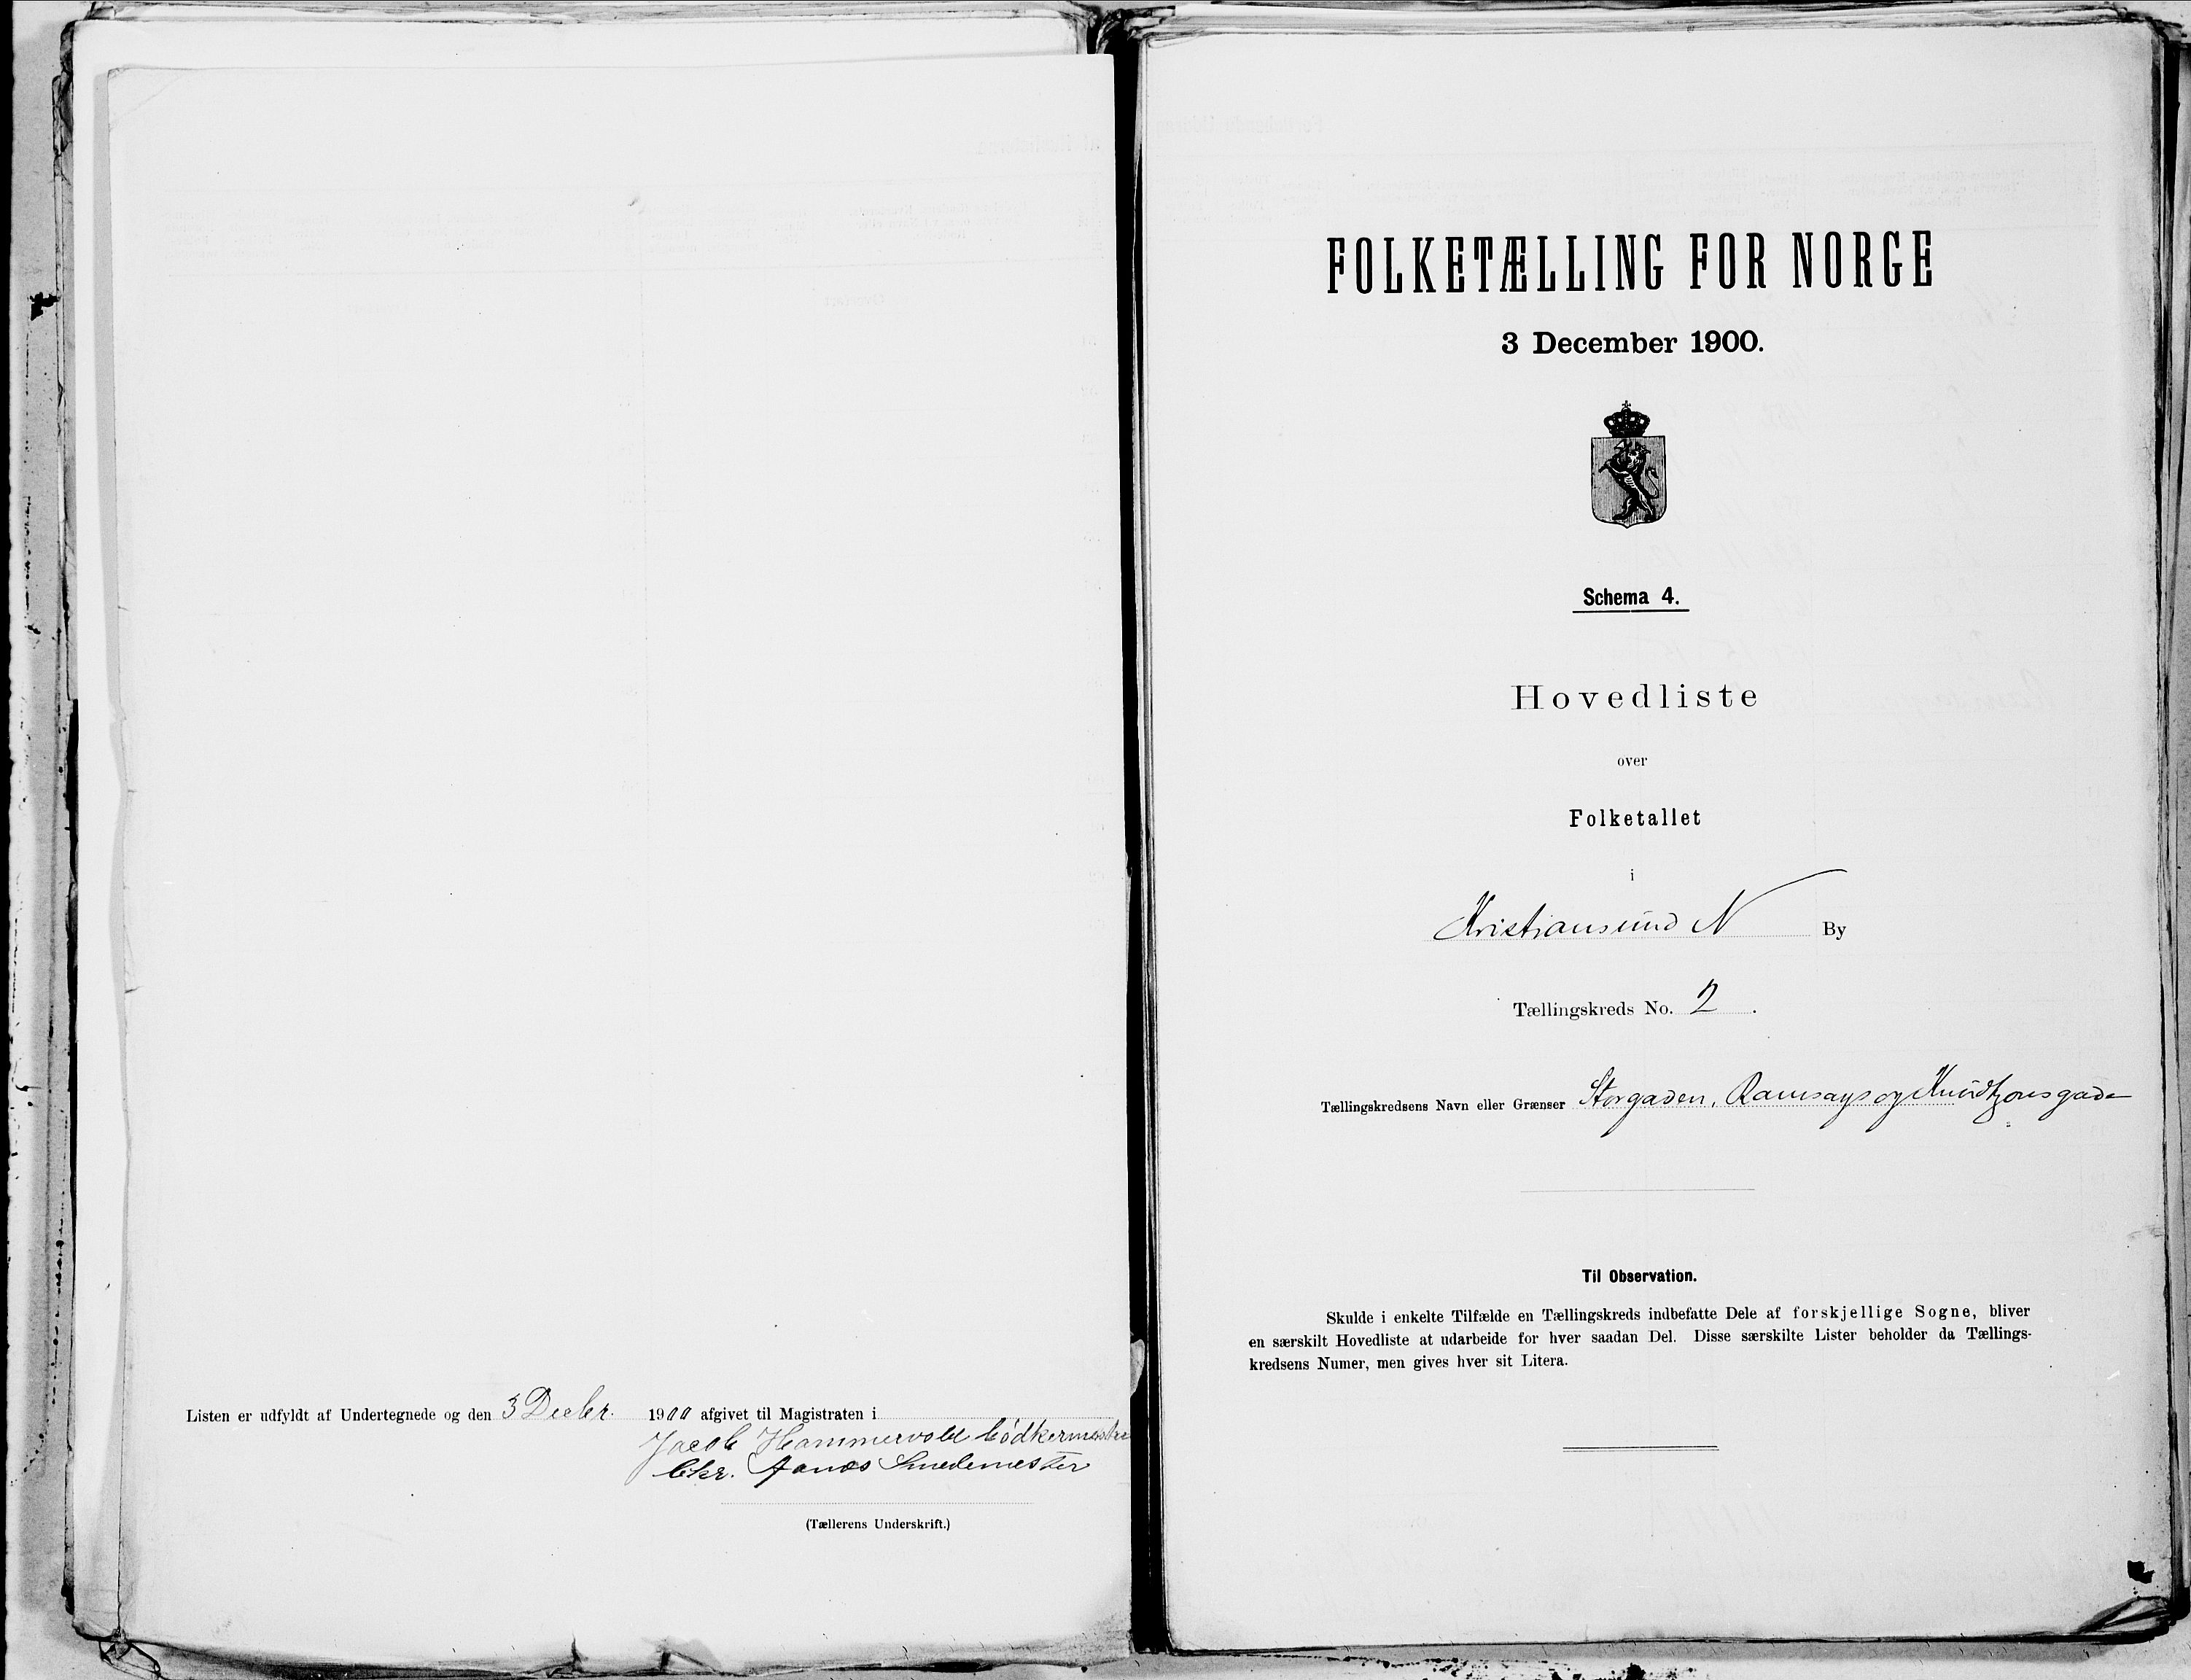 Listen er udfyldt af Undertegnede og den 3 Decbr. 1900 afgivet til Magistraten i
Jacob Hammervold bødkermester
Chr. Aanæs Smedemester
(Tællerens Underskrift.)
FOLKETÆLLING FOR NORGE
3 December 1900.
Schema 4.
Hovedliste
over
Folketallet
i
Kristiansund N By
Tællingskreds No. 2.
Tællingskredsens Navn eller Grænser Storgaden, Ramsays og Knudtzonsgade
Til Observation.
Skulde i enkelte Tilfælde en Tællingskreds indbefatte Dele af forskjellige Sogne, bliver
en særskilt Hovedliste at udarbeide for hver saadan Del. Disse særskilte Lister beholder da Tællings-
kredsens Numer, men gives hver sit Litera.